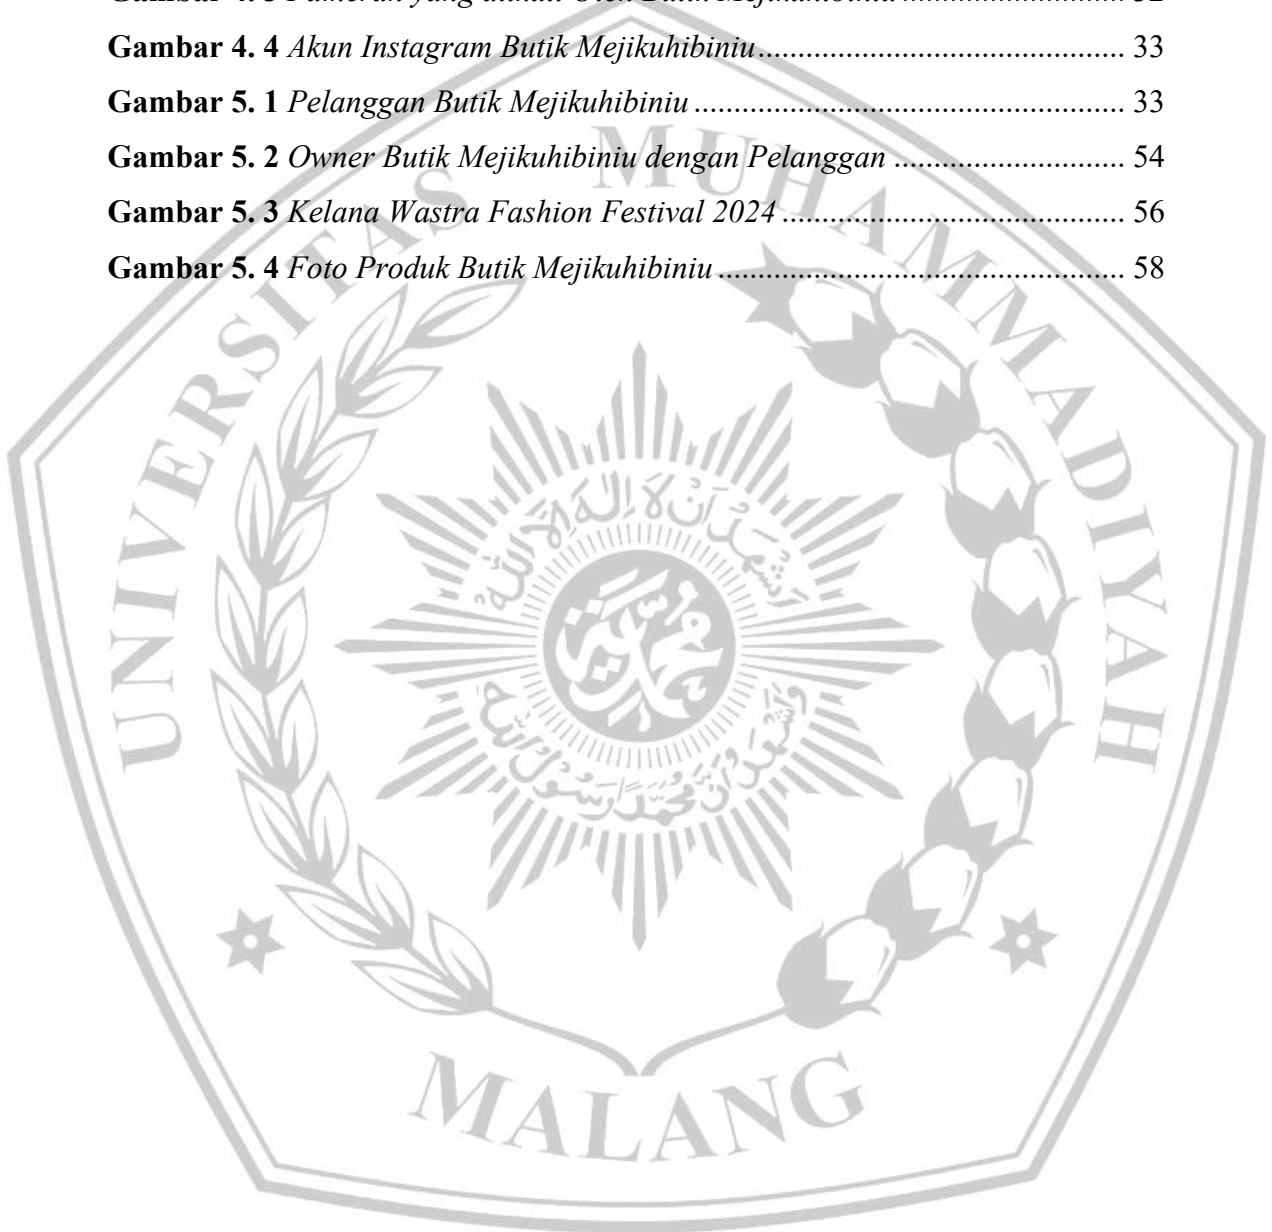 Gambar 4. 4 Akun Instagram Butik Mejikuhibiniu.............................................. 33
Gambar 5. 1 Pelanggan Butik Mejikuhibiniu...................................................... 33
Gambar 5. 2 Owner Butik Mejikuhibiniu dengan Pelanggan............................. 54
Gambar 5. 3 Kelana Wastra Fashion Festival 2024........................................... 56
Gambar 5. 4 Foto Produk Butik Mejikuhibiniu................................................... 58
UNIVERSITAS MUHAMMADIYAH
MALANG